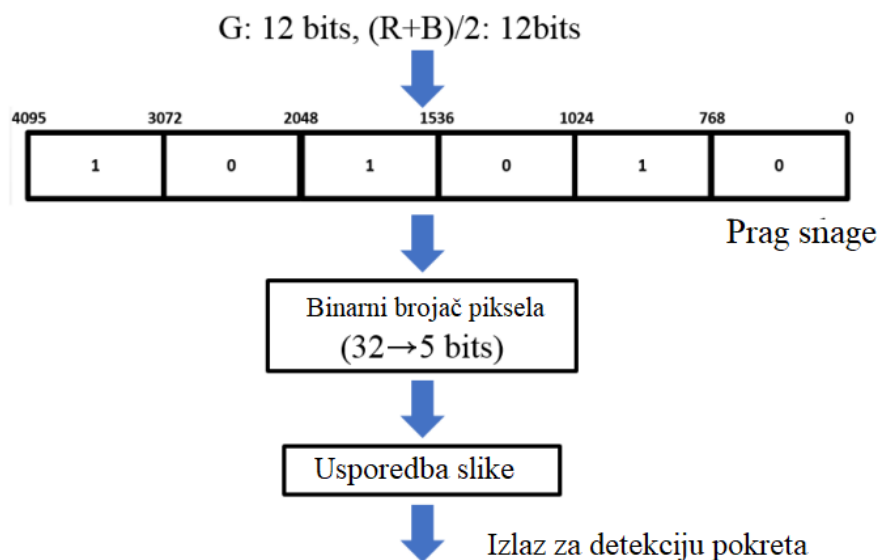 G: 12 bits, (R+B)/2: 12bits
4095 3072 2048 1536 1024 768 0
1 0 1 0 1 0
Prag snage
Binarni brojač piksela
(32→5 bits)
Usporedba slike
Izlaz za detekciju pokreta